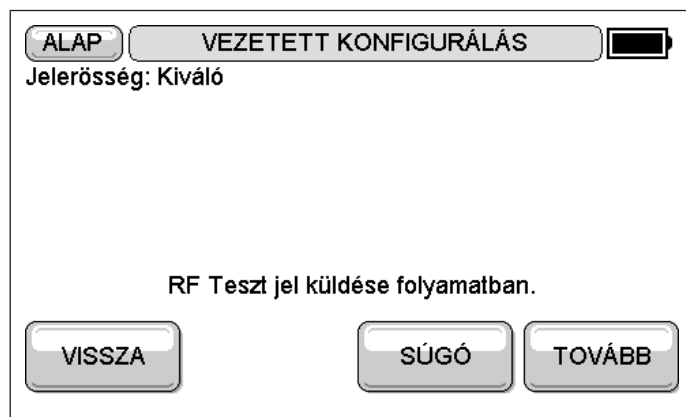 ALAP VEZETETT KONFIGURÁLÁS
Jelerösség: Kiváló
RF Teszt jel küldése folyamatban.
VISSZA SÚGÓ TOVÁBB